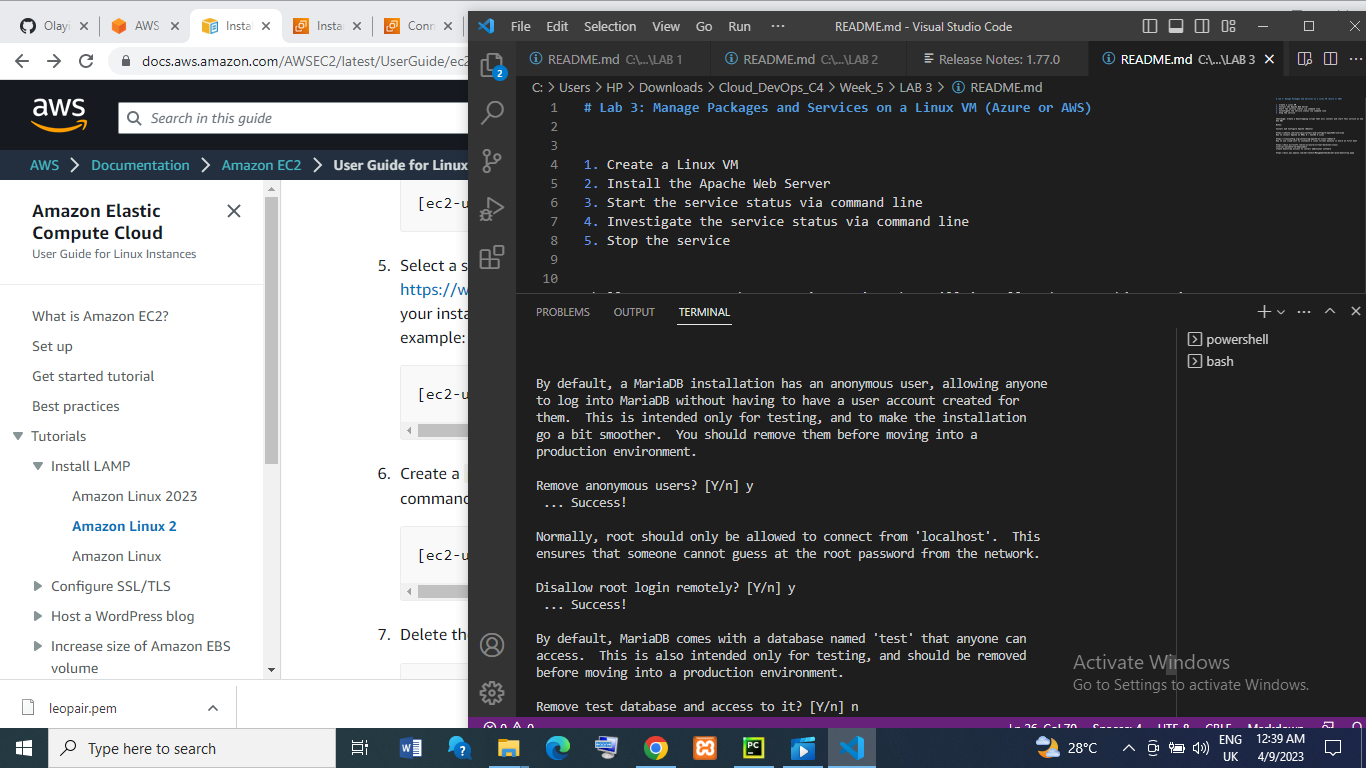 Olayi
AWS
Instal
Instan
Conn
docs.aws.amazon.com/AWSEC2/latest/UserGuide/ec2
aws
Search in this guide
AWS > Documentation > Amazon EC2 > User Guide for Linux
Amazon Elastic
Compute Cloud
User Guide for Linux Instances
What is Amazon EC2?
Set up
Get started tutorial
Best practices
Tutorials
Install LAMP
Amazon Linux 2023
Amazon Linux 2
Amazon Linux
Configure SSL/TLS
Host a WordPress blog
Increase size of Amazon EBS
volume
[ec2-u
5. Select a s
https://w
your insta
example:
[ec2-u
6. Create a
command
[ec2-u
7. Delete the
File Edit Selection View Go Run ··· README.md - Visual Studio Code
README.md C:\...\LAB 1
README.md C:\...\LAB 2
Release Notes: 1.77.0
README.md C:\...\LAB 3
C: > Users > HP > Downloads > Cloud_DevOps_C4 > Week_5 > LAB 3 > README.md
1 # Lab 3: Manage Packages and Services on a Linux VM (Azure or AWS)
2
3
4 1. Create a Linux VM
5 2. Install the Apache Web Server
6 3. Start the service status via command line
7 4. Investigate the service status via command line
8 5. Stop the service
9
10
2
PROBLEMS OUTPUT TERMINAL
powershell
bash
By default, a MariaDB installation has an anonymous user, allowing anyone
to log into MariaDB without having to have a user account created for
them. This is intended only for testing, and to make the installation
go a bit smoother. You should remove them before moving into a
production environment.
Remove anonymous users? [Y/n] y
... Success!
Normally, root should only be allowed to connect from 'localhost'. This
ensures that someone cannot guess at the root password from the network.
Disallow root login remotely? [Y/n] y
... Success!
By default, MariaDB comes with a database named 'test' that anyone can
access. This is also intended only for testing, and should be removed
before moving into a production environment.
Remove test database and access to it? [Y/n] n
Activate Windows
Go to Settings to activate Windows.
leopair.pem
Type here to search
28°C
ENG
UK
12:39 AM
4/9/2023